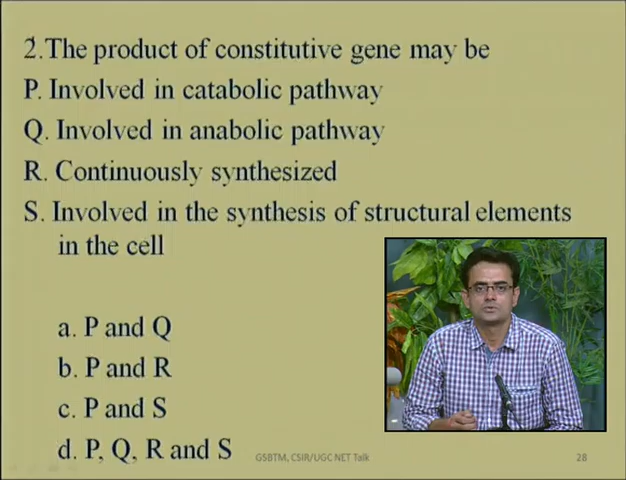 2.The product of constitutive gene may be
P. Involved in catabolic pathway
Q. Involved in anabolic pathway
R. Continuously synthesized
S. Involved in the synthesis of structural elements
in the cell
a. P and Q
b. P and R
c. P and S
d. P, Q, R and S
GSBTM, CSIR/UGC NET Talk
28